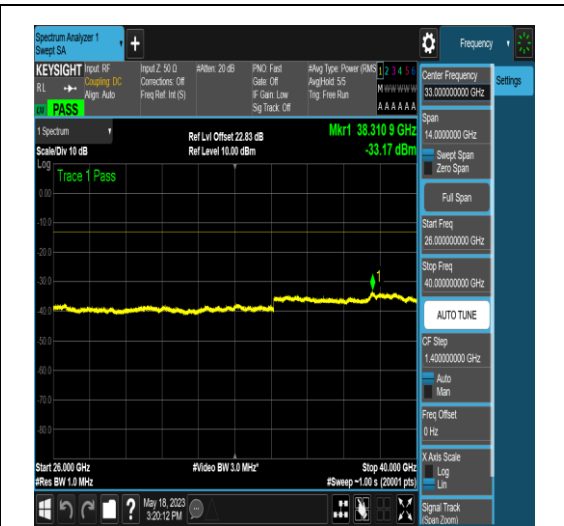 Spectrum Analyzer 1
Swept SA
+
Frequency
KEYSIGHT
Input: RF
Coupling: DC
Align: Auto
RL
PASS
Input Z: 50 Ω
Corrections: Off
Freq Ref: Int (S)
#Atten: 20 dB
PNO: Fast
Gate: Off
IF Gain: Low
Sig Track: Off
#Avg Type: Power (RMS
Avg|Hold: 5/5
Trig: Free Run
1 2 3 4 5 6
M W W W W W
A A A A A A
1 Spectrum
Scale/Div 10 dB
Ref Lvl Offset 22.83 dB
Ref Level 10.00 dBm
Mkr1 38.310 9 GHz
-33.17 dBm
Log
Trace 1 Pass
0.00
-10.0
-20.0
-30.0
-40.0
-50.0
-60.0
-70.0
-80.0
1
Start 26.000 GHz
#Res BW 1.0 MHz
#Video BW 3.0 MHz*
Stop 40.000 GHz
#Sweep ~1.00 s (20001 pts)
Center Frequency
33.000000000 GHz
Settings
Span
14.0000000 GHz
Swept Span
Zero Span
Full Span
Start Freq
26.000000000 GHz
Stop Freq
40.000000000 GHz
AUTO TUNE
CF Step
1.400000000 GHz
Auto
Man
Freq Offset
0 Hz
X Axis Scale
Log
Lin
Signal Track
(Span Zoom)
?
May 18, 2023
3:20:12 PM